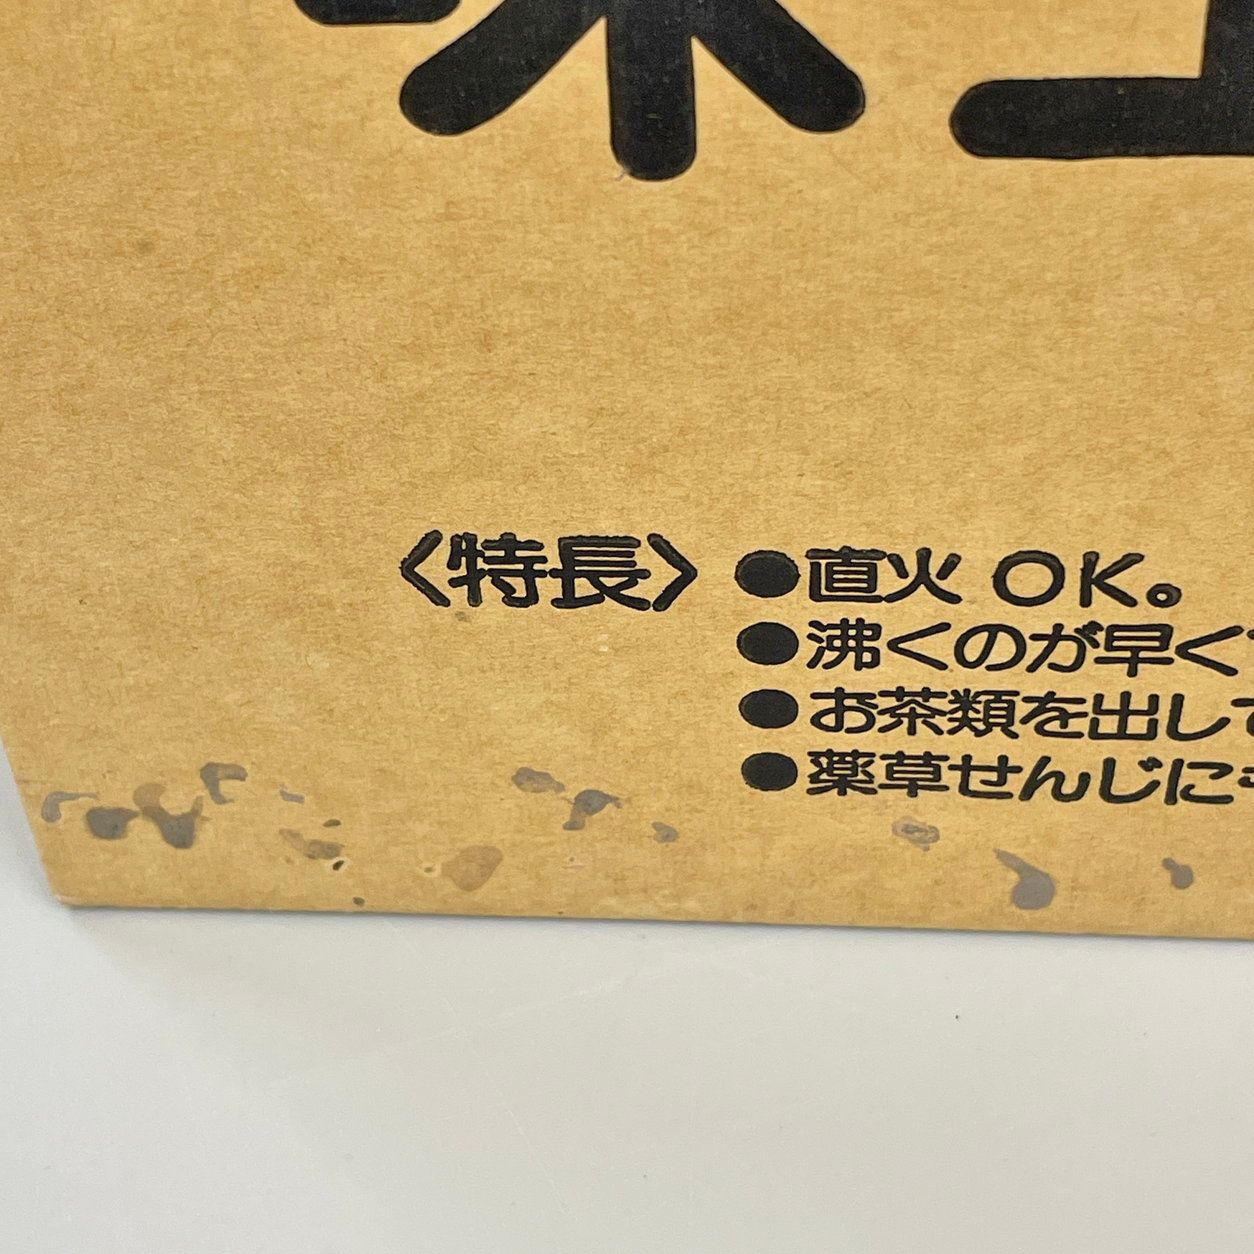 〈特長〉 ●直火 OK。
●沸くのが早く
●お茶類を出して
●薬草せんじにも